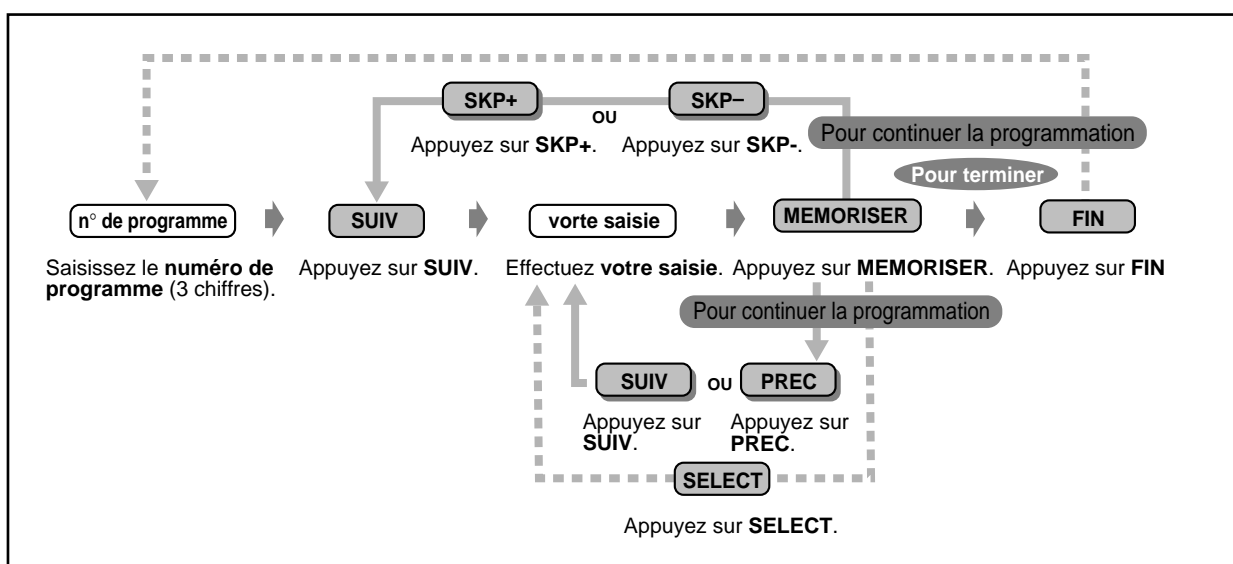 SKP+
OU
SKP–
Appuyez sur SKP+.
Appuyez sur SKP-.
Pour continuer la programmation
Pour terminer
n° de programme
SUIV
vorte saisie
MEMORISER
FIN
Saisissez le numéro de
programme (3 chiffres).
Appuyez sur SUIV.
Effectuez votre saisie.
Appuyez sur MEMORISER.
Appuyez sur FIN
Pour continuer la programmation
SUIV
OU
PREC
Appuyez sur
SUIV.
Appuyez sur
PREC.
SELECT
Appuyez sur SELECT.